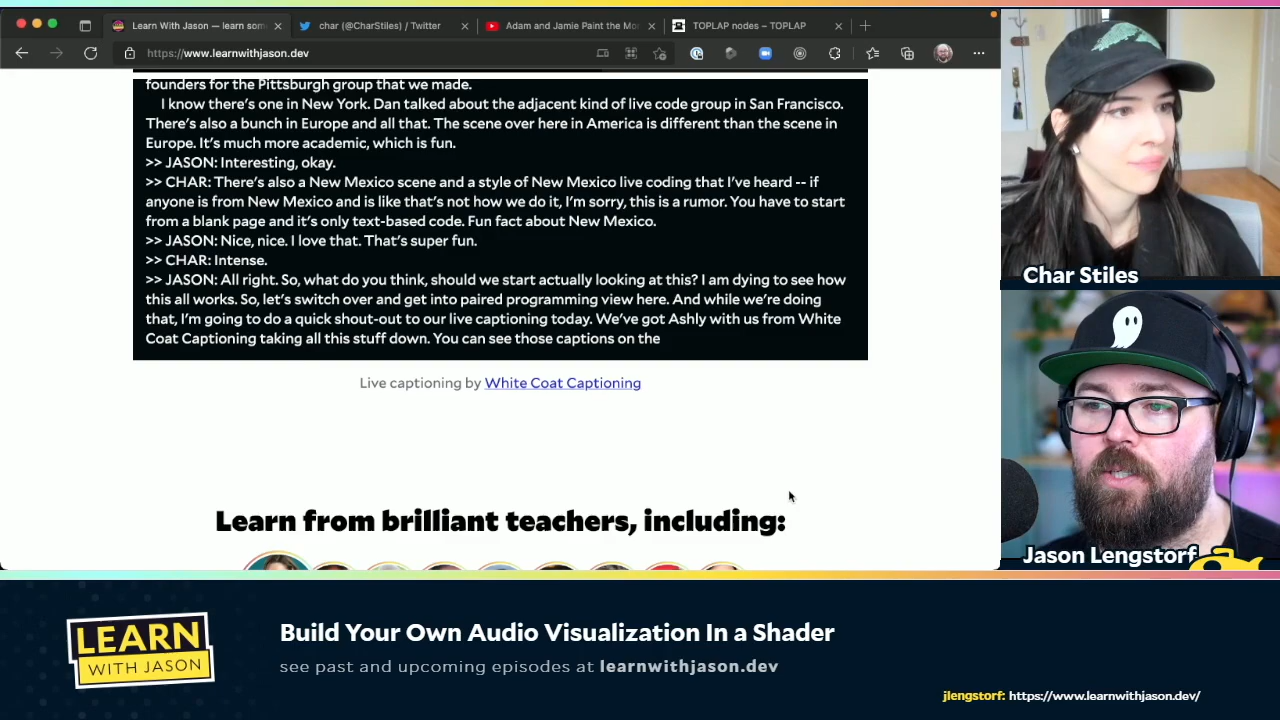 Learn With Jason — learn som
char (@CharStiles) / Twitter
Adam and Jamie Paint the Mo
TOPLAP nodes – TOPLAP
https://www.learnwithjason.dev
founders for the Pittsburgh group that we made.
I know there's one in New York. Dan talked about the adjacent kind of live code group in San Francisco.
There's also a bunch in Europe and all that. The scene over here in America is different than the scene in
Europe. It's much more academic, which is fun.
>> JASON: Interesting, okay.
>> CHAR: There's also a New Mexico scene and a style of New Mexico live coding that I've heard -- if
anyone is from New Mexico and is like that's not how we do it, I'm sorry, this is a rumor. You have to start
from a blank page and it's only text-based code. Fun fact about New Mexico.
>> JASON: Nice, nice. I love that. That's super fun.
>> CHAR: Intense.
>> JASON: All right. So, what do you think, should we start actually looking at this? I am dying to see how
this all works. So, let's switch over and get into paired programming view here. And while we're doing
that, I'm going to do a quick shout-out to our live captioning today. We've got Ashly with us from White
Coat Captioning taking all this stuff down. You can see those captions on the
Live captioning by White Coat Captioning
Learn from brilliant teachers, including:
Char Stiles
Jason Lengstorf
LEARN
WITH JASON
Build Your Own Audio Visualization In a Shader
see past and upcoming episodes at learnwithjason.dev
jlengstorf: https://www.learnwithjason.dev/